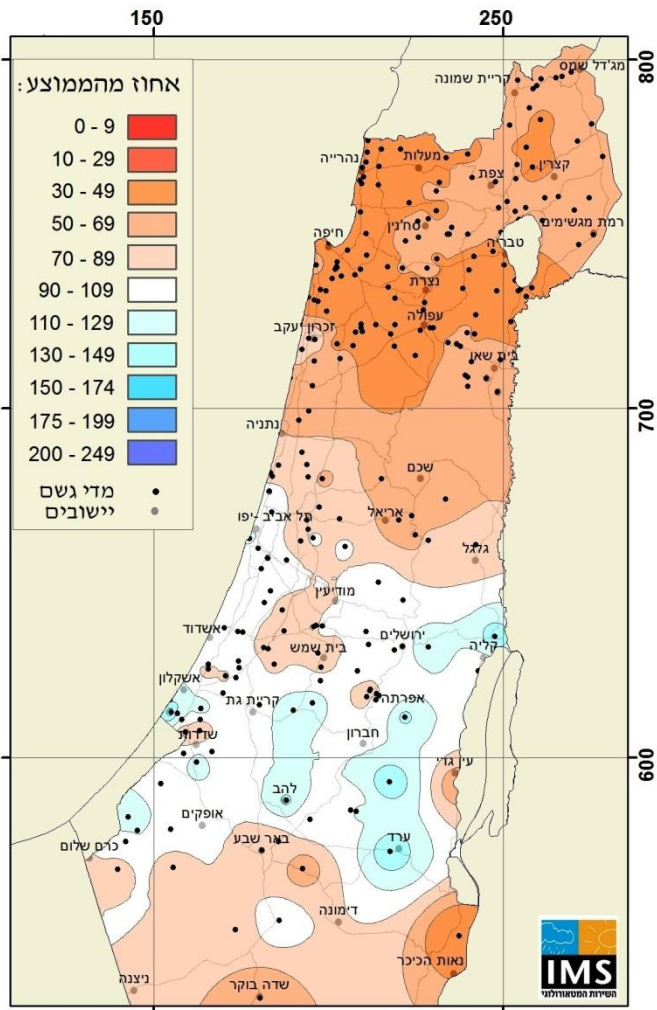 150
250
800
700
600
אחוז מהממוצע:
0 - 9
10 - 29
30 - 49
50 - 69
70 - 89
90 - 109
110 - 129
130 - 149
150 - 174
175 - 199
200 - 249
מדי גשם
יישובים
מג'דל שמס
קריית שמונה
נהרייה
מעלות
קצרין
צפת
סח'נין
רמת מגשימים
חיפה
טבריה
נצרת
עפולה
זכרון יעקב
בית שאן
נתניה
שכם
תל אביב -יפו
אריאל
גלגל
מודיעין
אשדוד
ירושלים
בית שמש
קליה
אשקלון
קריית גת
אפרתה
שדרות
חברון
עין גדי
להב
אופקים
ערד
באר שבע
כרם שלום
דימונה
נאות הכיכר
ניצנה
שדה בוקר
IMS
השירות המטאורולוגי